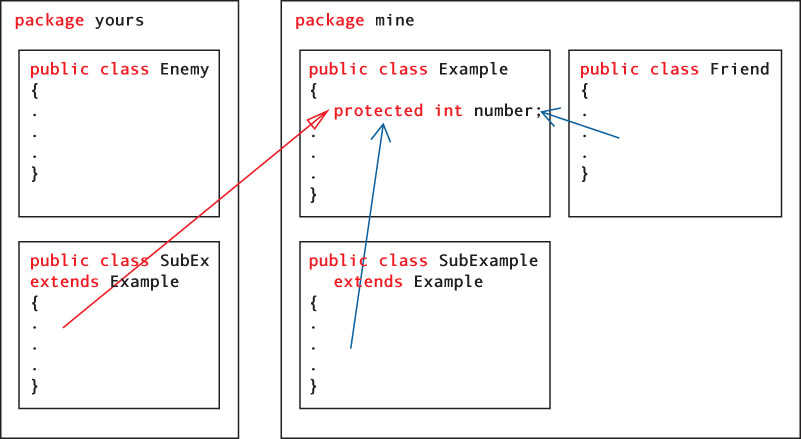 package yours
public class Enemy
{
.
.
.
}
public class SubEx
extends Example
{
.
.
.
}
package mine
public class Example
{
protected int number;
.
.
.
}
public class Friend
{
.
.
.
}
public class SubExample
extends Example
{
.
.
.
}